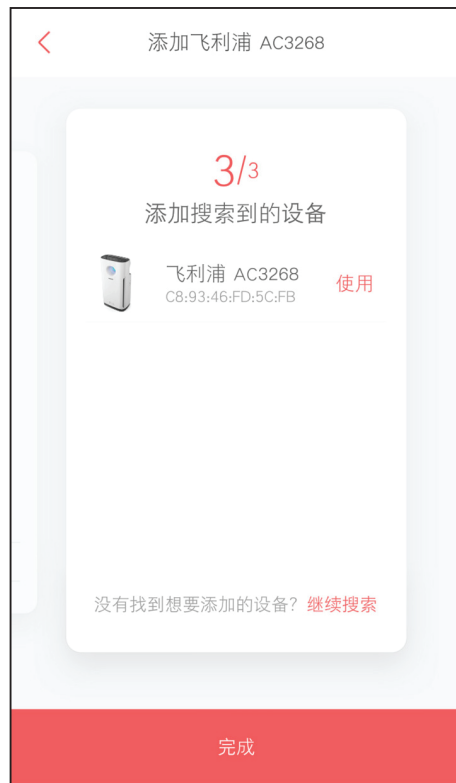 添加飞利浦 AC3268
3/3
添加搜索到的设备
飞利浦 AC3268
C8:93:46:FD:5C:FB
使用
没有找到想要添加的设备？继续搜索
完成